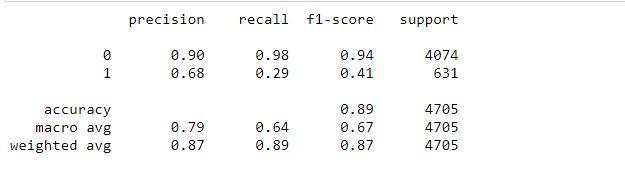 precision recall f1-score support
0 0.90 0.98 0.94 4074
1 0.68 0.29 0.41 631
accuracy 0.89 4705
macro avg 0.79 0.64 0.67 4705
weighted avg 0.87 0.89 0.87 4705